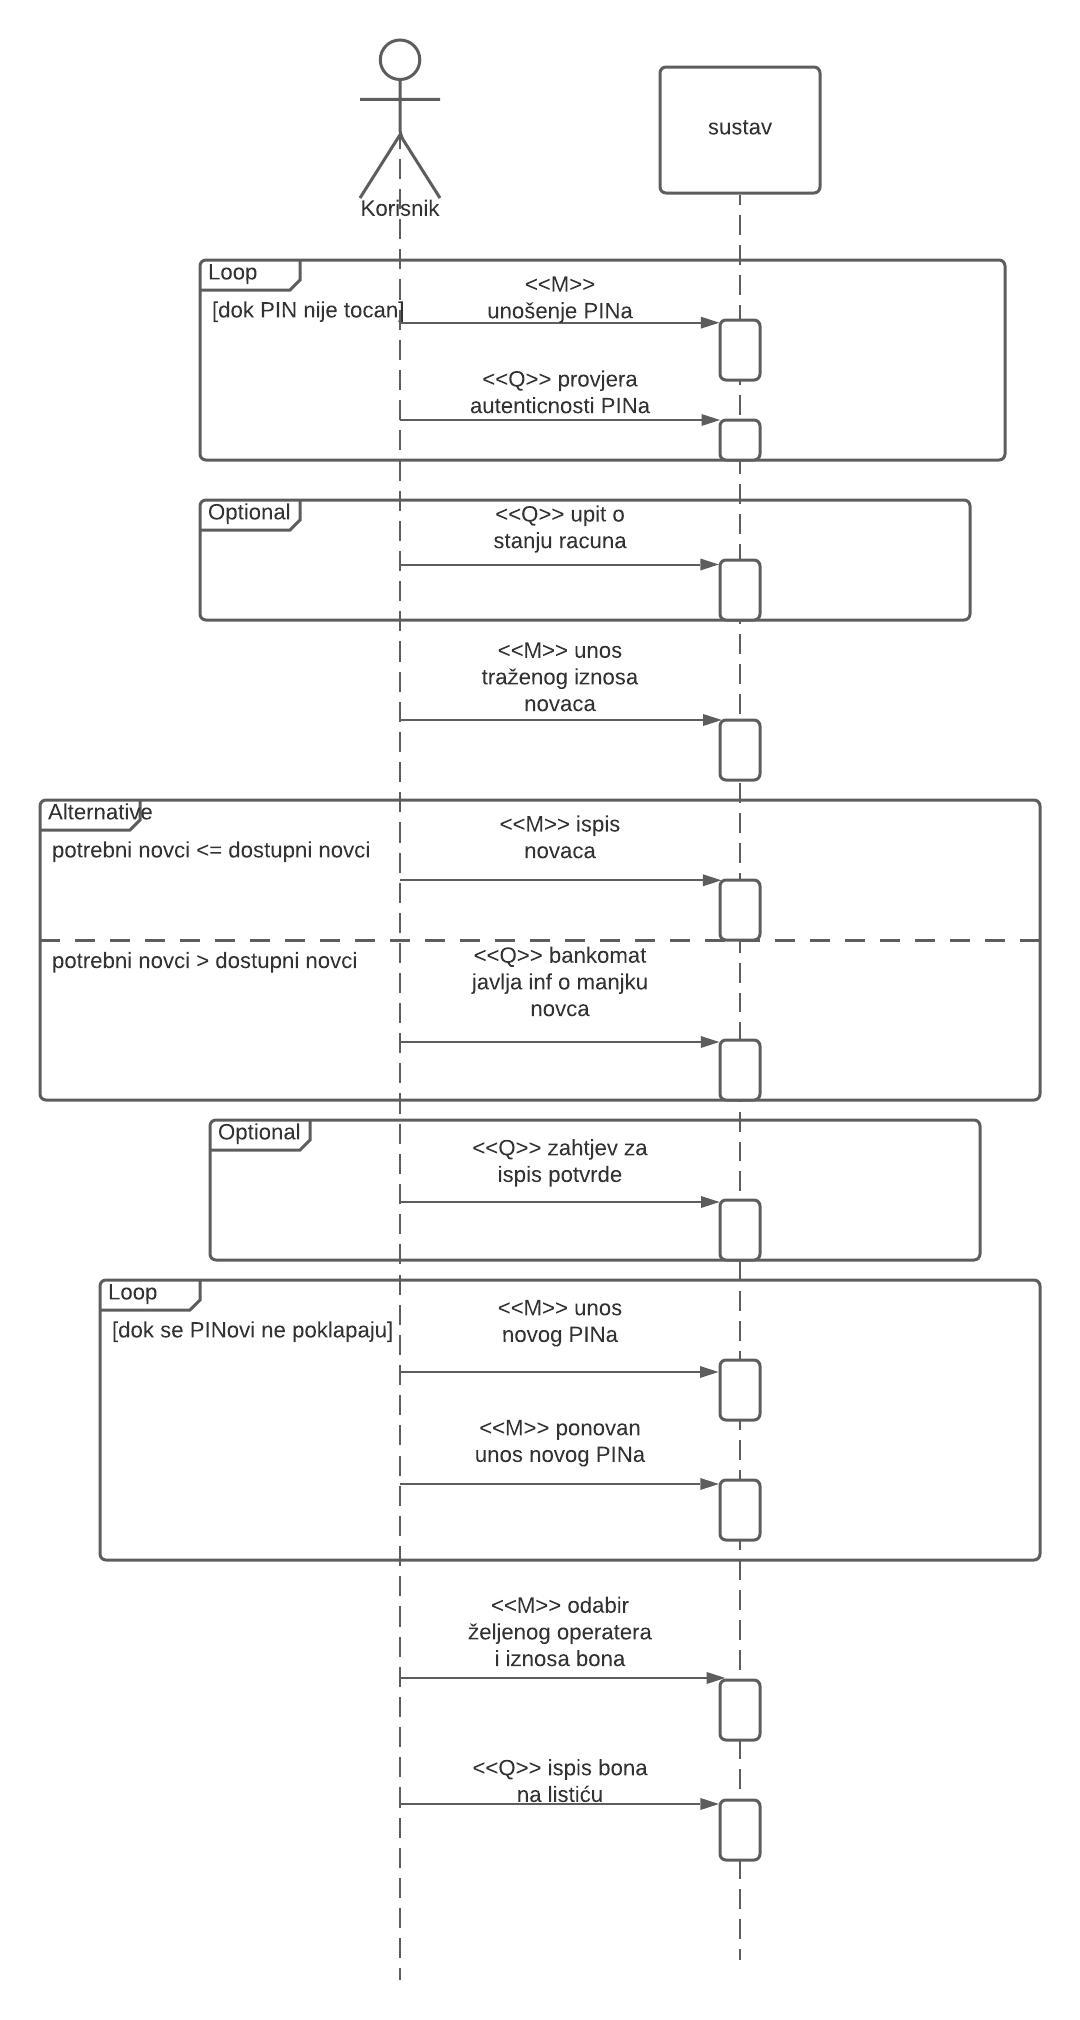 sustav
Korisnik
Loop
[dok PIN nije tocan]
<<M>>
unošenje PINa
<<Q>> provjera
autenticnosti PINa
Optional
<<Q>> upit o
stanju racuna
<<M>> unos
traženog iznosa
novaca
Alternative
potrebni novci <= dostupni novci
<<M>> ispis
novaca
potrebni novci > dostupni novci
<<Q>> bankomat
javlja inf o manjku
novca
Optional
<<Q>> zahtjev za
ispis potvrde
Loop
[dok se PINovi ne poklapaju]
<<M>> unos
novog PINa
<<M>> ponovan
unos novog PINa
<<M>> odabir
željenog operatera
i iznosa bona
<<Q>> ispis bona
na listiću